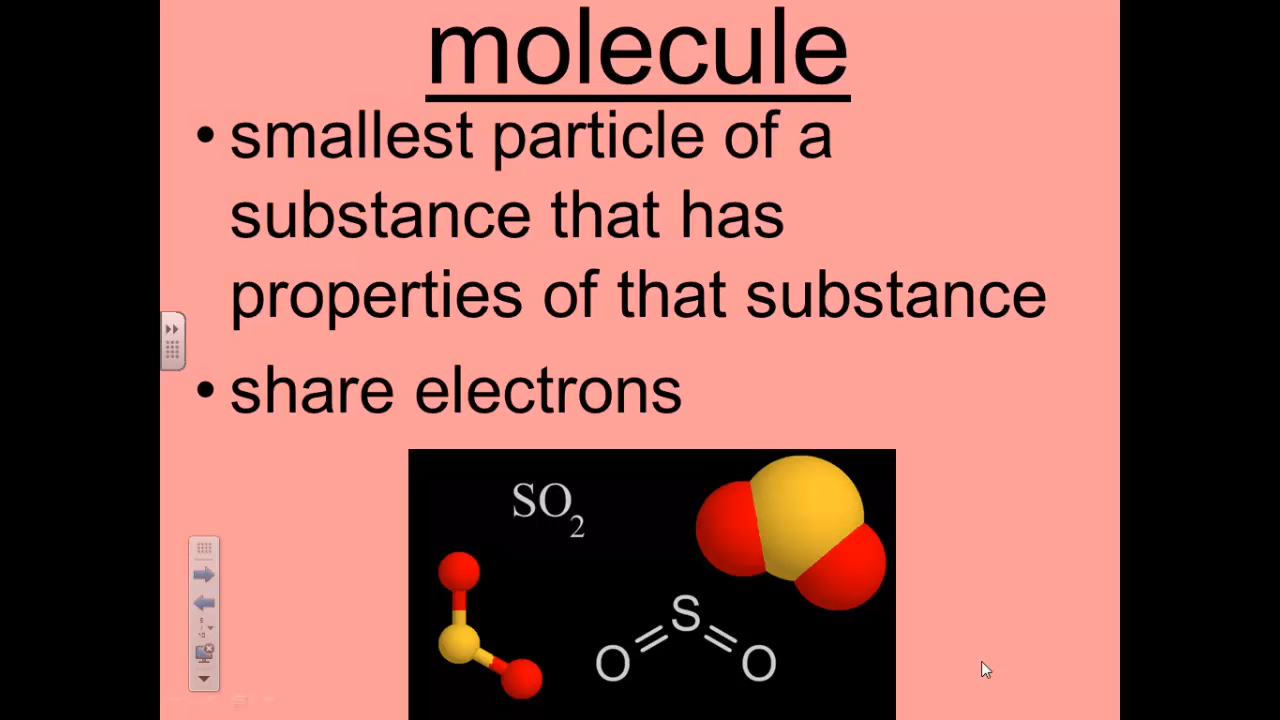 molecule
• smallest particle of a
substance that has
properties of that substance
• share electrons
SO2
S
O O